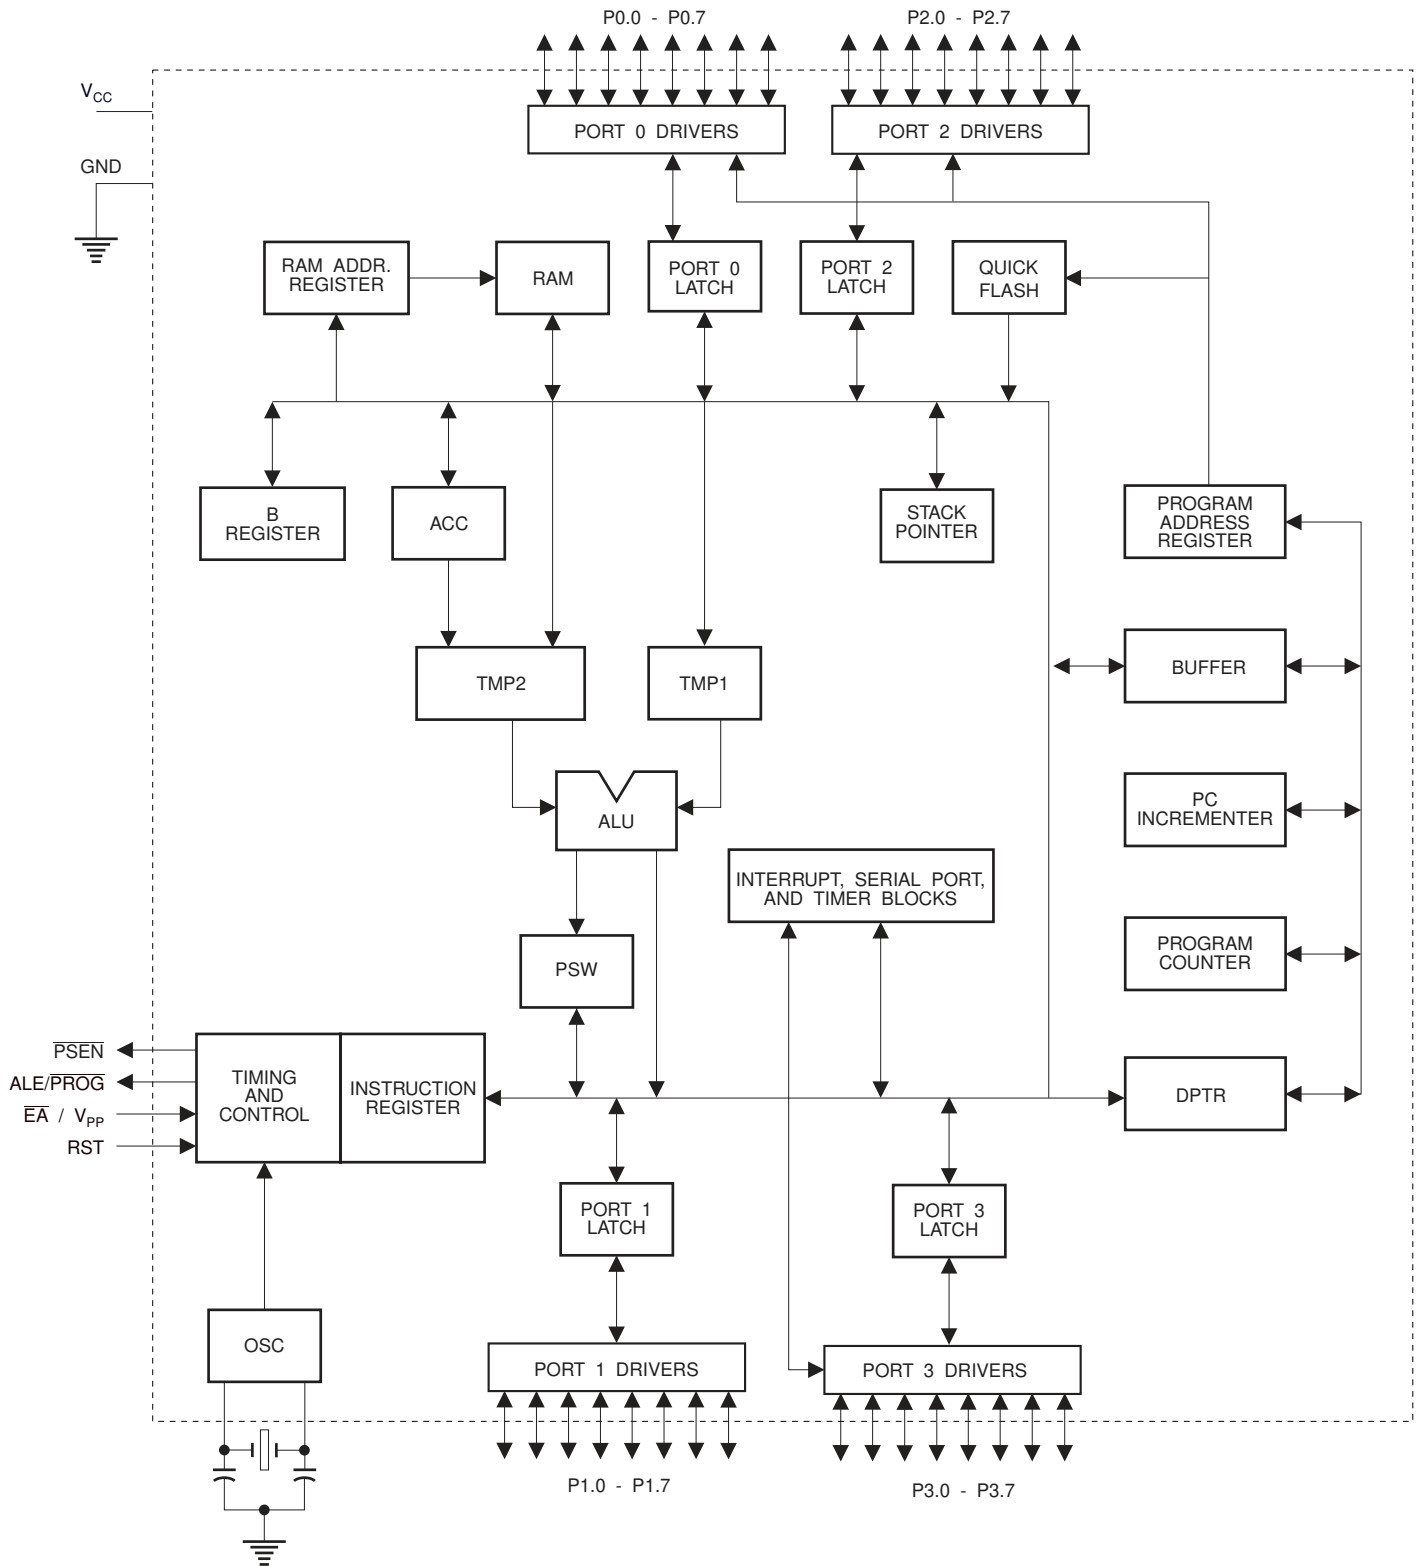 P0.0 - P0.7
P2.0 - P2.7
VCC
GND
PORT 0 DRIVERS
PORT 2 DRIVERS
RAM ADDR.
REGISTER
RAM
PORT 0
LATCH
PORT 2
LATCH
QUICK
FLASH
B
REGISTER
ACC
STACK
POINTER
PROGRAM
ADDRESS
REGISTER
TMP2
TMP1
BUFFER
ALU
PC
INCREMENTER
INTERRUPT, SERIAL PORT,
AND TIMER BLOCKS
PSW
PROGRAM
COUNTER
PSEN
ALE/PROG
EA / VPP
RST
TIMING
AND
CONTROL
INSTRUCTION
REGISTER
DPTR
PORT 1
LATCH
PORT 3
LATCH
OSC
PORT 1 DRIVERS
PORT 3 DRIVERS
P1.0 - P1.7
P3.0 - P3.7